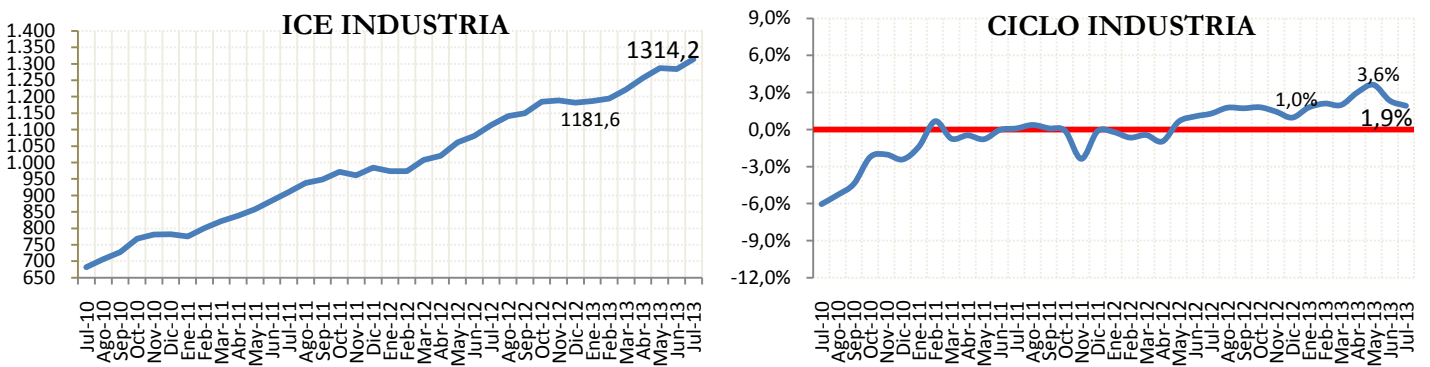 ICE INDUSTRIA
1.400
1.350
1.300
1.250
1.200
1.150
1.100
1.050
1.000
950
900
850
800
750
700
650
1314,2
1181,6
Jul-10
Ago-10
Sep-10
Oct-10
Nov-10
Dic-10
Ene-11
Feb-11
Mar-11
Abr-11
May-11
Jun-11
Jul-11
Ago-11
Sep-11
Oct-11
Nov-11
Dic-11
Ene-12
Feb-12
Mar-12
Abr-12
May-12
Jun-12
Jul-12
Ago-12
Sep-12
Oct-12
Nov-12
Dic-12
Ene-13
Feb-13
Mar-13
Abr-13
May-13
Jun-13
Jul-13
CICLO INDUSTRIA
9,0%
6,0%
3,0%
0,0%
-3,0%
-6,0%
-9,0%
-12,0%
1,0%
3,6%
1,9%
Jul-10
Ago-10
Sep-10
Oct-10
Nov-10
Dic-10
Ene-11
Feb-11
Mar-11
Abr-11
May-11
Jun-11
Jul-11
Ago-11
Sep-11
Oct-11
Nov-11
Dic-11
Ene-12
Feb-12
Mar-12
Abr-12
May-12
Jun-12
Jul-12
Ago-12
Sep-12
Oct-12
Nov-12
Dic-12
Ene-13
Feb-13
Mar-13
Abr-13
May-13
Jun-13
Jul-13